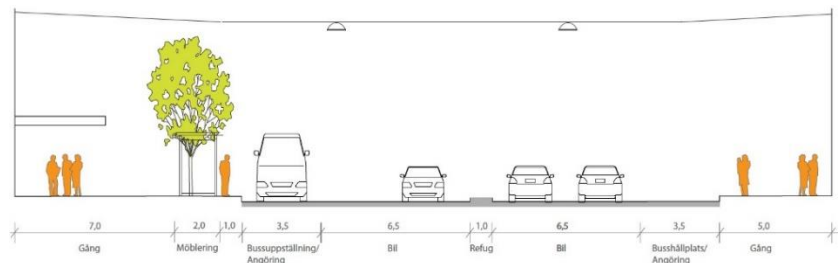 7,0 2,0 1,0 3,5 6,5 1,0 6,5 3,5 5,0
Gång Möblering Bussuppställning/ Bil Refug Bil Busshållplats/ Gång
Angöring Angöring